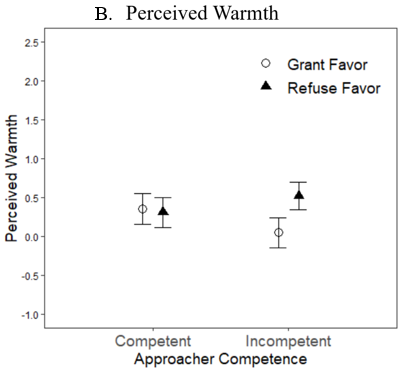 B. Perceived Warmth
2.5
2.0
1.5
1.0
0.5
0.0
-0.5
-1.0
Perceived Warmth
Grant Favor
Refuse Favor
Competent Incompetent
Approacher Competence